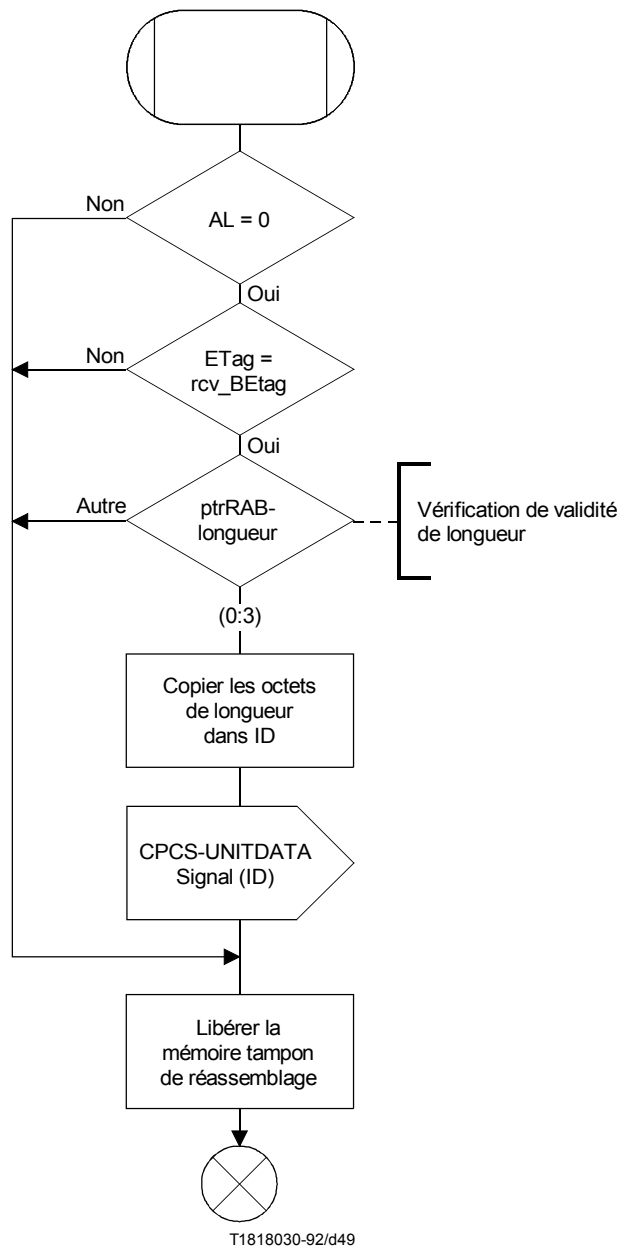 Non
AL = 0
Oui
Non
ETag =
rcv_BEtag
Oui
Autre
ptrRAB-
longueur
Vérification de validité
de longueur
(0:3)
Copier les octets
de longueur
dans ID
CPCS-UNITDATA
Signal (ID)
Libérer la
mémoire tampon
de réassemblage
T1818030-92/d49